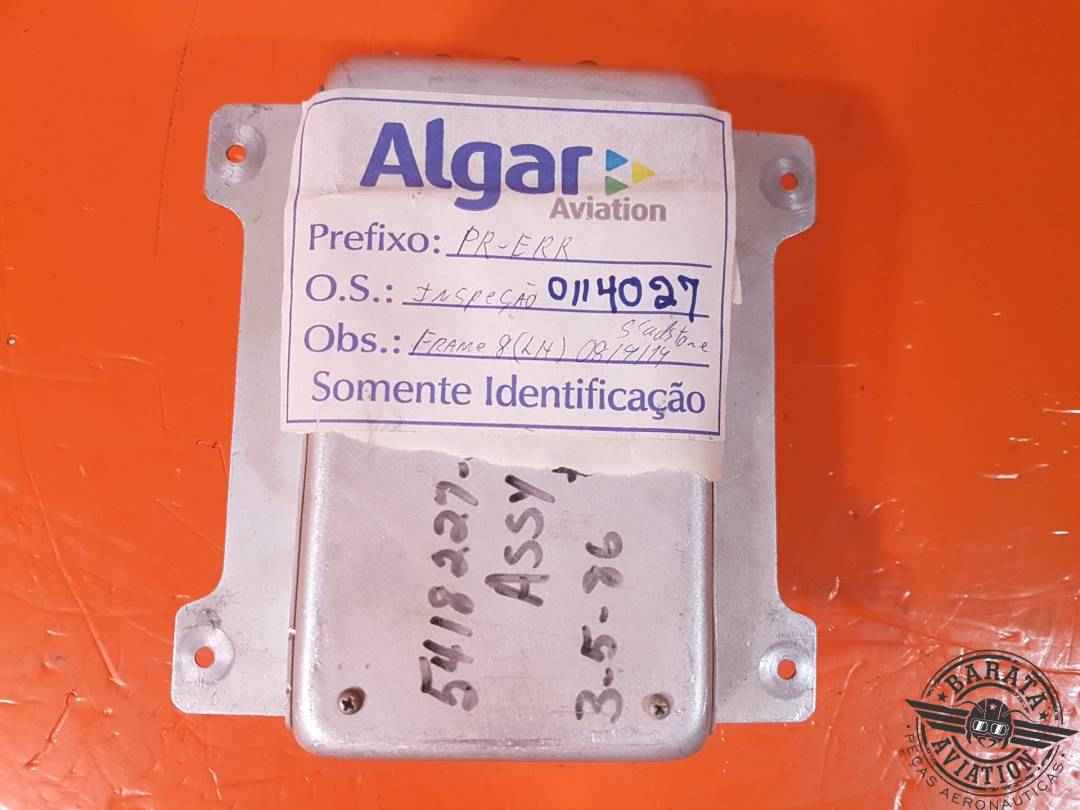 Algar
Aviation
Prefixo: PR-ERR
O.S.: INSPEÇÃO 0114027
Obs.: FRAME 8 (LH) 08/4/14
Somente Identificação
5418227-
ASSY
3-5-86
BARATA
AVIATION
PEÇAS AERONÁUTICAS